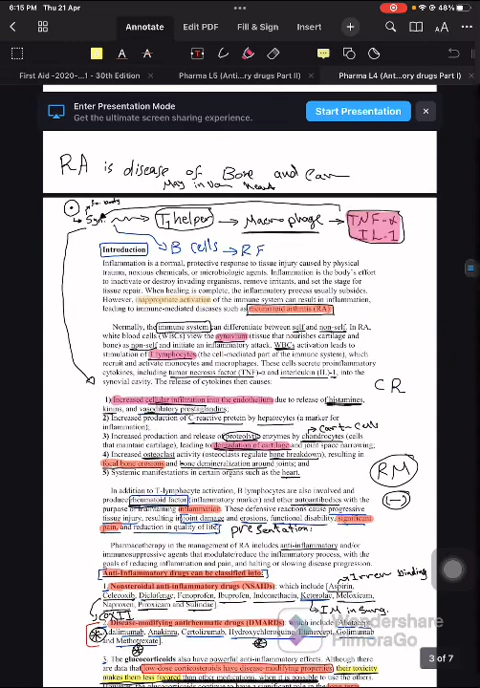 6:15 PM Thu 21 Apr
48%
Annotate Edit PDF Fill & Sign Insert
First Aid -2020-...1 - 30th Edition
Pharma L5 (Anti...ry drugs Part II)
Pharma L4 (Anti...ory drugs Part I)
Enter Presentation Mode
Get the ultimate screen sharing experience.
Start Presentation
RA is disease of Bone and
May
T1 helper → Macrophage → TNF-α
IL-1
B cells → RF
Introduction
Inflammation is a normal, protective response to tissue injury caused by physical
trauma, noxious chemicals, or microbiologic agents. Inflammation is the body's effort
to inactivate or destroy invading organisms, remove irritants, and set the stage for
tissue repair. When healing is complete, the inflammatory process usually subsides.
However, inappropriate activation of the immune system can result in inflammation,
leading to immune-mediated diseases such as rheumatoid arthritis (RA).
Normally, the immune system can differentiate between self and non-self. In RA,
white blood cells (WBCs) view the synovium (tissue that nourishes cartilage and
bone) as non-self and initiate an inflammatory attack. WBCs activation leads to
stimulation of T lymphocytes (the cell-mediated part of the immune system), which
recruit and activate monocytes and macrophages. These cells secrete proinflammatory
cytokines, including tumor necrosis factor (TNF)-α and interleukin (IL)-1, into the
synovial cavity. The release of cytokines then causes:
CR
1) Increased cellular infiltration into the endothelium due to release of histamines,
kinins, and vasodilatory prostaglandins;
2) Increased production of C-reactive protein by hepatocytes (a marker for
inflammation);
3) Increased production and release of proteolytic enzymes by chondrocytes (cells
that maintain cartilage), leading to degradation of cartilage and joint space narrowing;
4) Increased osteoclast activity (osteoclasts regulate bone breakdown), resulting in
focal bone erosions and bone demineralization around joints; and
5) Systemic manifestations in certain organs such as the heart.
RM
(-)
In addition to T-lymphocyte activation, B lymphocytes are also involved and
produce rheumatoid factor (inflammatory marker) and other autoantibodies with the
purpose of maintaining inflammation. These defensive reactions cause progressive
tissue injury, resulting in joint damage and erosions, functional disability, significant
pain, and reduction in quality of life.
presentation
Pharmacotherapy in the management of RA includes anti-inflammatory and/or
immunosuppressive agents that modulate/reduce the inflammatory process, with the
goals of reducing inflammation and pain, and halting or slowing disease progression.
Anti-Inflammatory drugs can be classified into:
1. Nonsteroidal anti-inflammatory drugs (NSAIDs): which include (Aspirin,
Celecoxib, Diclofenac, Fenoprofen, Ibuprofen, Indomethacin, Ketorolac, Meloxicam,
Naproxen, Piroxicam and Sulindac
binding
IM in
2. Disease-modifying antirheumatic drugs (DMARDs): which include (Abatacept,
Adalimumab, Anakinra, Certolizumab, Hydroxychloroquine, Etanercept, Golimumab
and Methotrexate)
3. The glucocorticoids also have powerful anti-inflammatory effects. Although there
are data that low-dose corticosteroids have disease-modifying properties, their toxicity
makes them less favored than other medications, when it is possible to use the others.
Wondershare
FilmoraGo
3 of 7